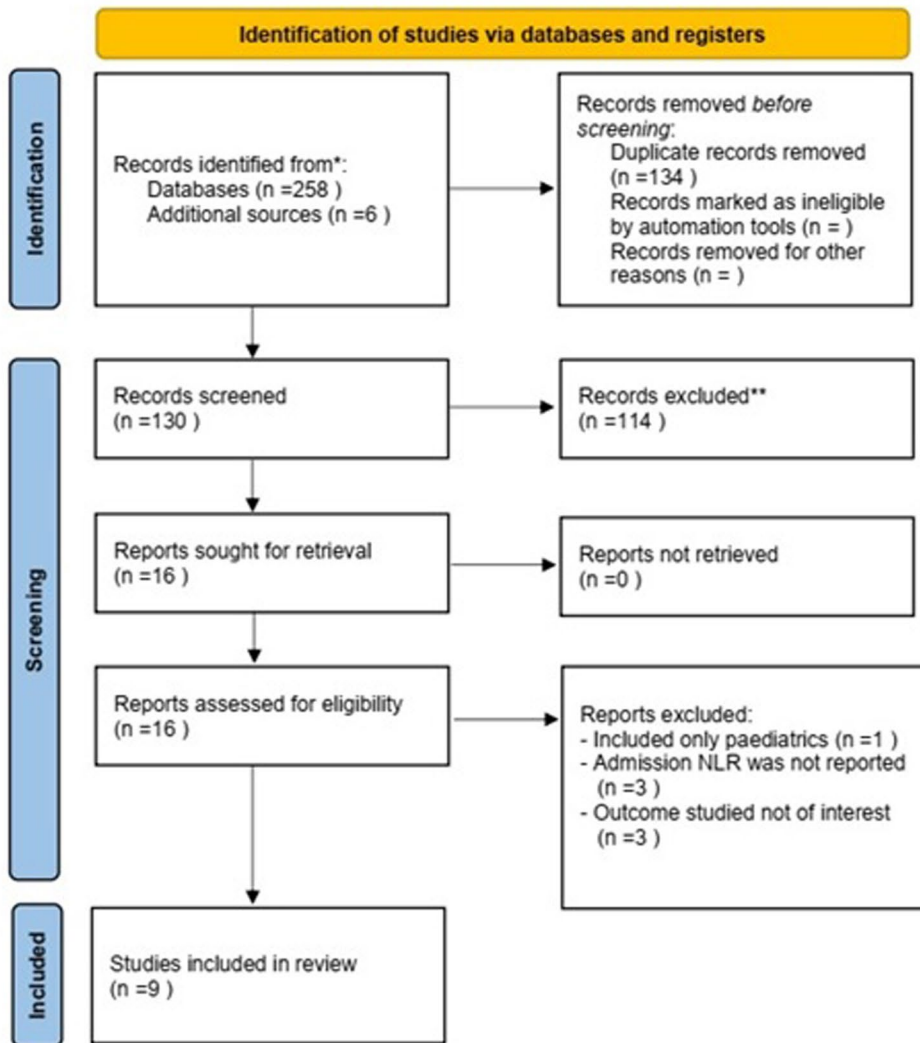 Identification of studies via databases and registers
Identification
Records identified from*:
Databases (n =258 )
Additional sources (n =6 )
Records removed before
screening:
Duplicate records removed
(n =134 )
Records marked as ineligible
by automation tools (n = )
Records removed for other
reasons (n = )
Screening
Records screened
(n =130 )
Records excluded**
(n =114 )
Reports sought for retrieval
(n =16 )
Reports not retrieved
(n =0 )
Reports assessed for eligibility
(n =16 )
Reports excluded:
- Included only paediatrics (n =1 )
- Admission NLR was not reported
(n =3 )
- Outcome studied not of interest
(n =3 )
Included
Studies included in review
(n =9 )